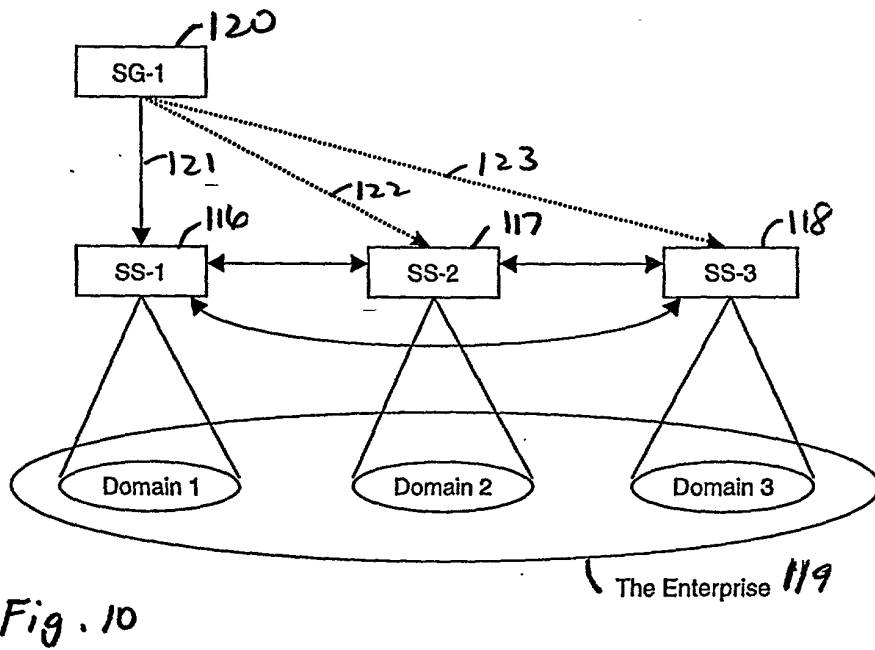 120
SG-1
121
122
123
116
117
118
SS-1
SS-2
SS-3
Domain 1
Domain 2
Domain 3
The Enterprise 119
Fig. 10